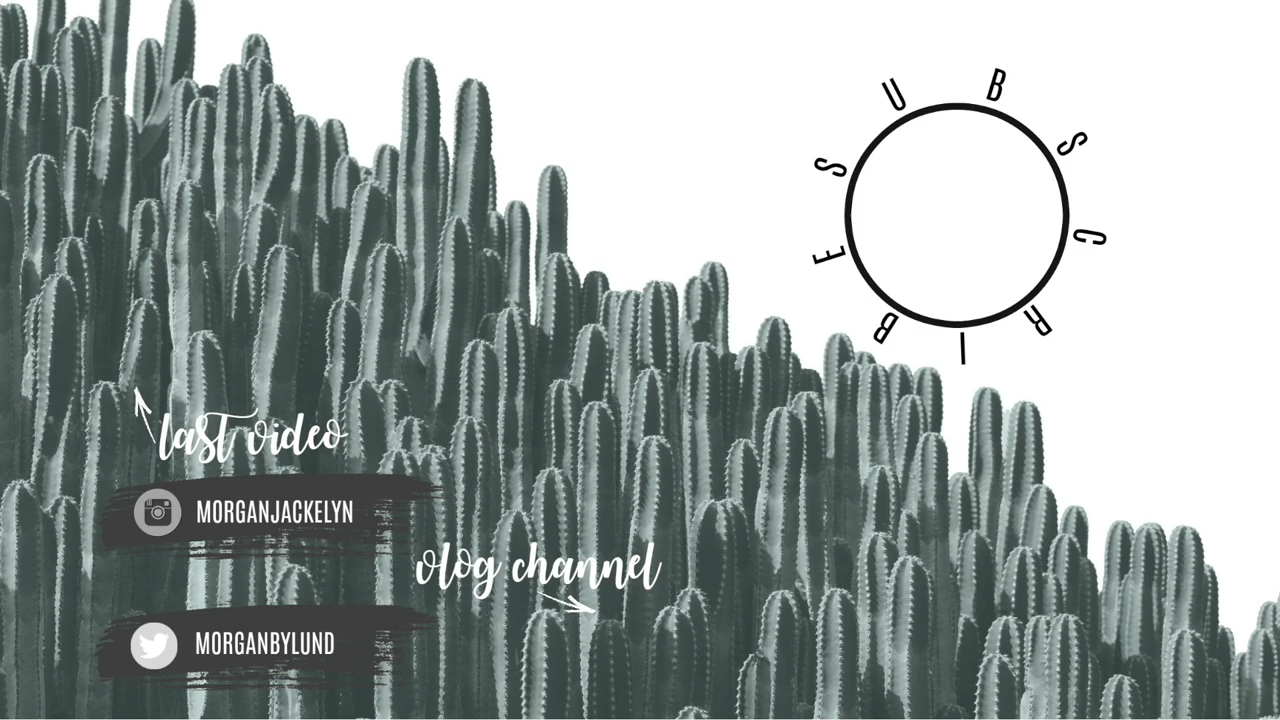 SUBSCRIBE
last video
MORGANJACKELYN
vlog channel
MORGANBYLUND